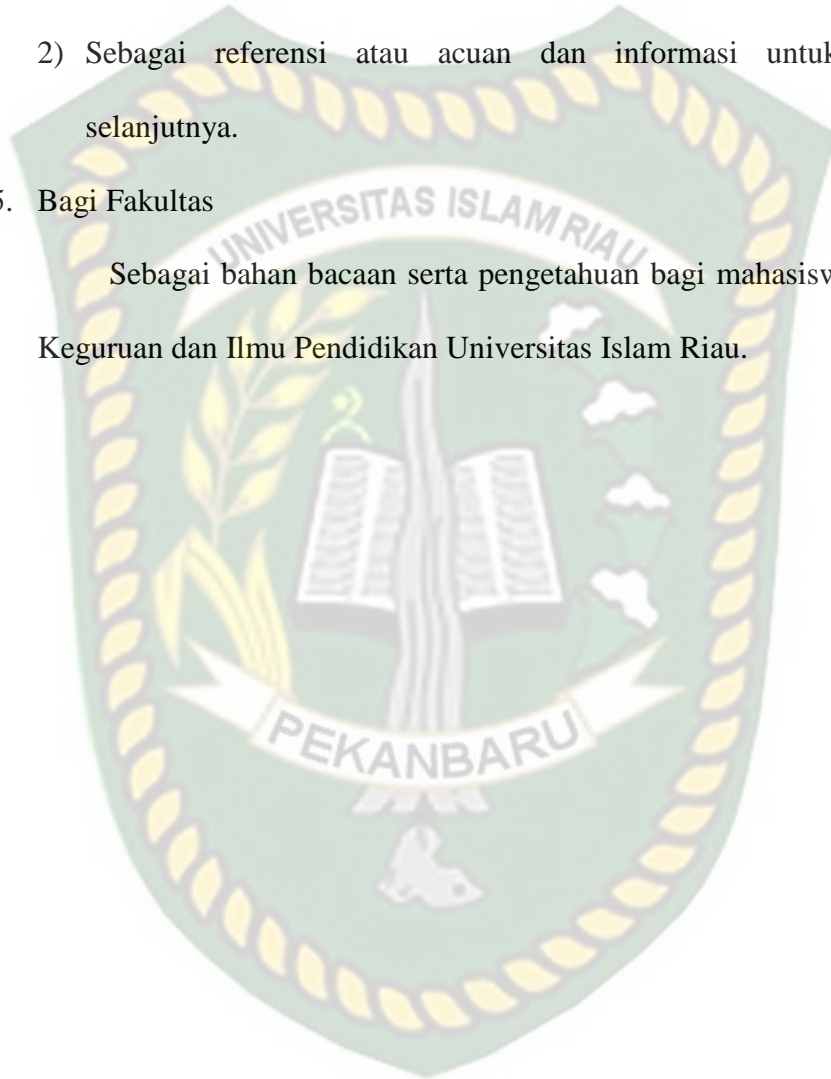 2) Sebagai referensi atau acuan dan informasi untuk
selanjutnya.
5. Bagi Fakultas
UNIVERSITAS ISLAM RIAU
Sebagai bahan bacaan serta pengetahuan bagi
Keguruan dan Ilmu Pendidikan Universitas Islam Riau.
PEKANBARU